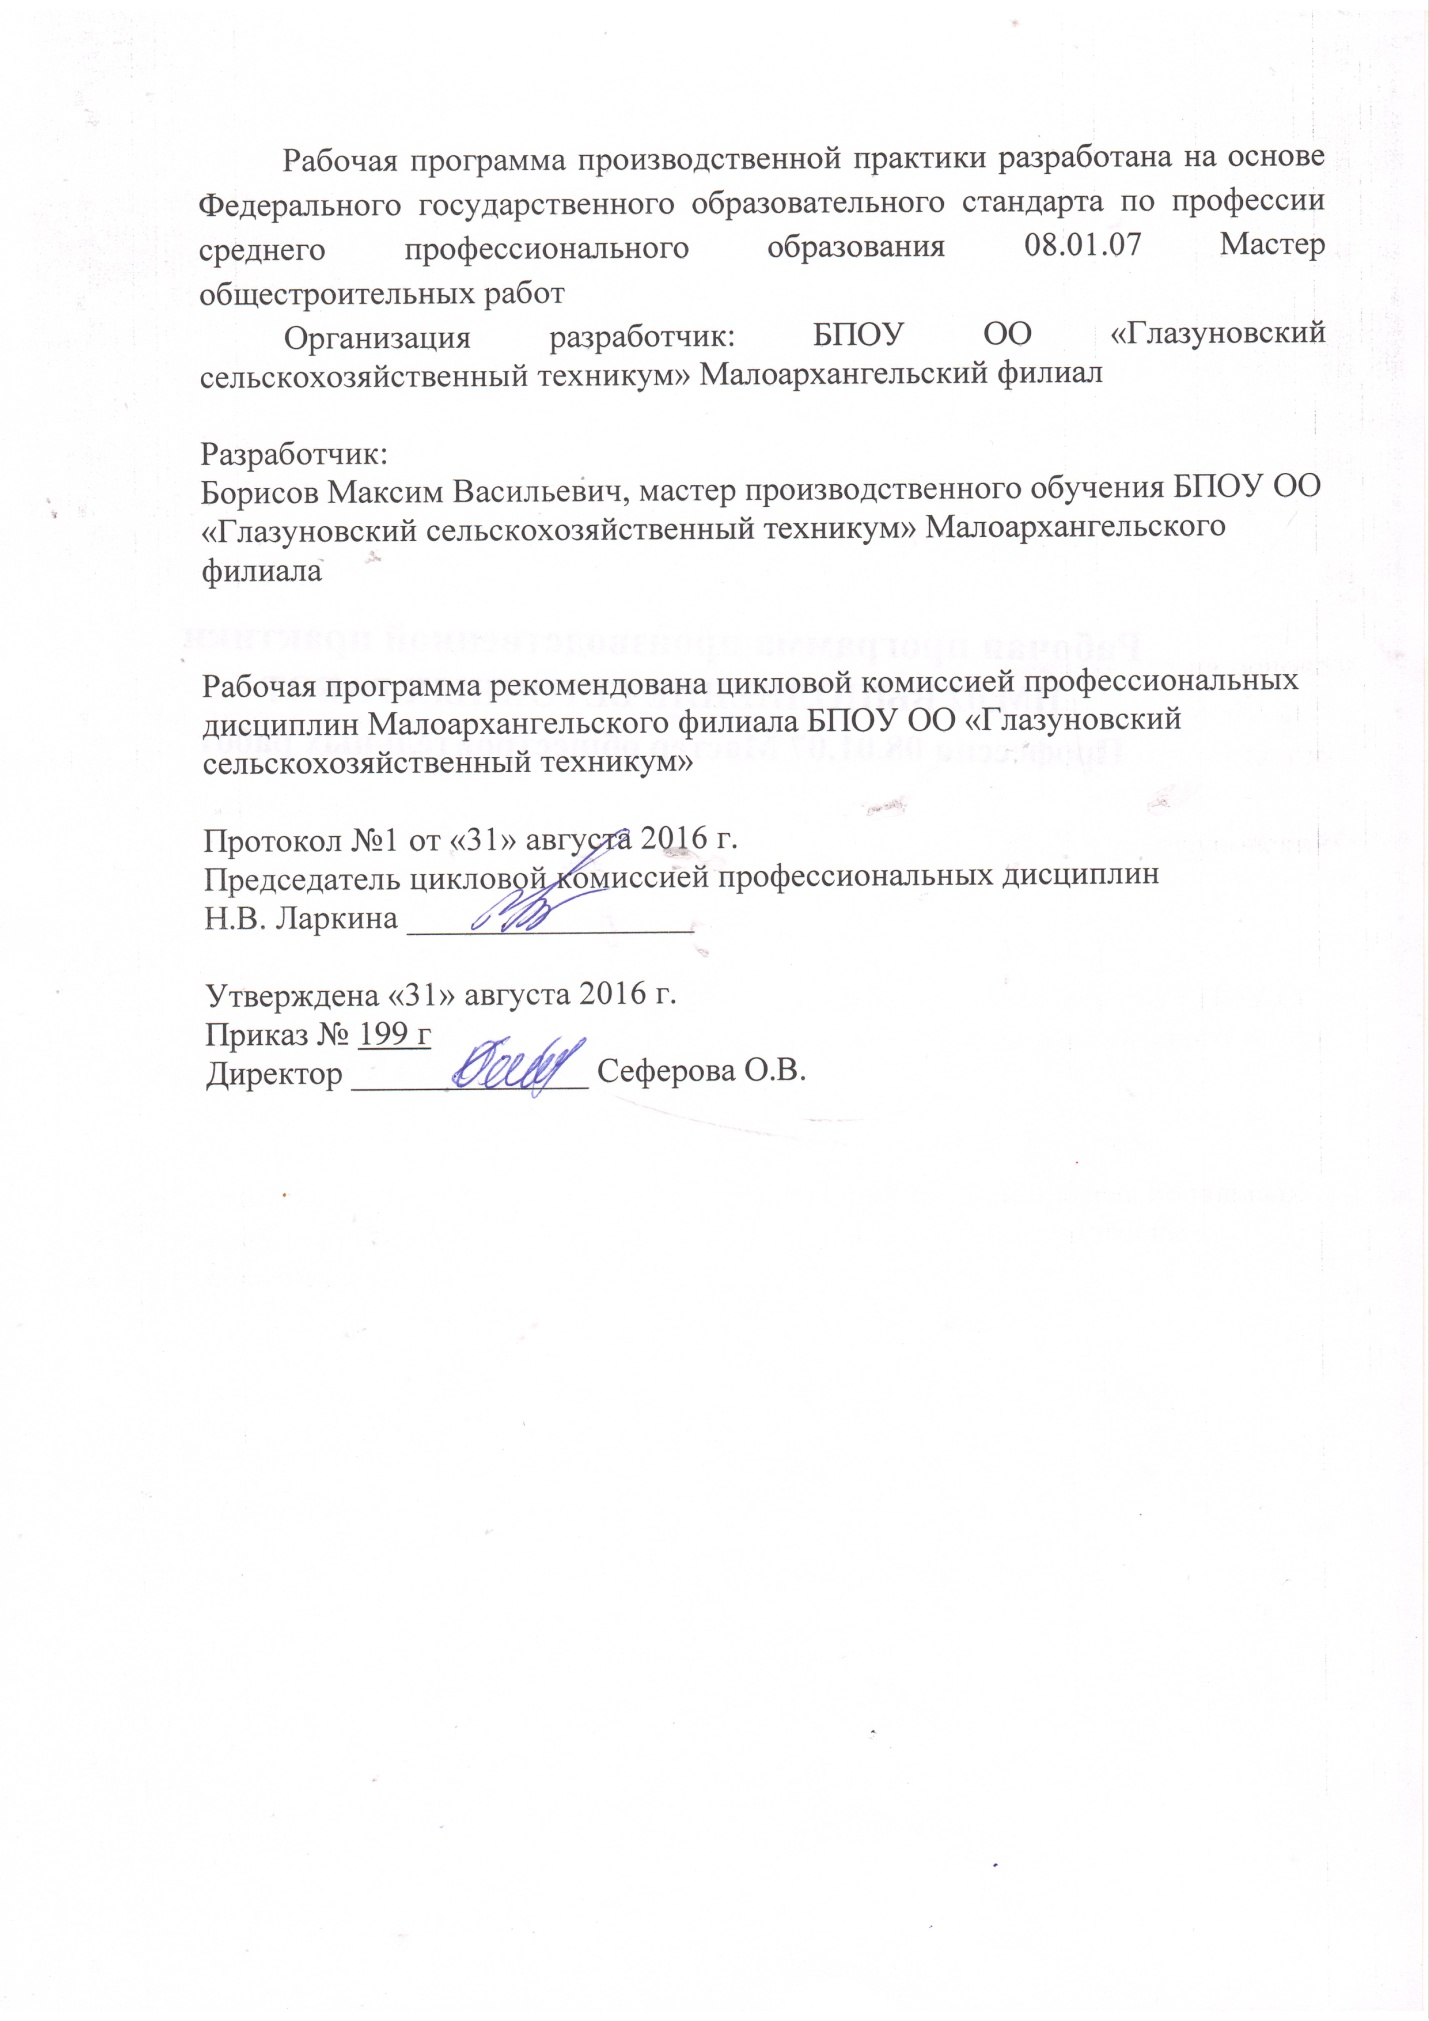 Рабочая программа производственной практики разработана на основе
Федерального государственного образовательного стандарта по профессии
среднего профессионального образования 08.01.07 Мастер
общестроительных работ
Организация разработчик: БПОУ ОО «Глазуновский
сельскохозяйственный техникум» Малоархангельский филиал
Разработчик:
Борисов Максим Васильевич, мастер производственного обучения БПОУ ОО
«Глазуновский сельскохозяйственный техникум» Малоархангельского
филиала
Рабочая программа рекомендована цикловой комиссией профессиональных
дисциплин Малоархангельского филиала БПОУ ОО «Глазуновский
сельскохозяйственный техникум»
Протокол №1 от «31» августа 2016 г.
Председатель цикловой комиссией профессиональных дисциплин
Н.В. Ларкина
Утверждена «31» августа 2016 г.
Приказ № 199 г
Директор Сеферова О.В.